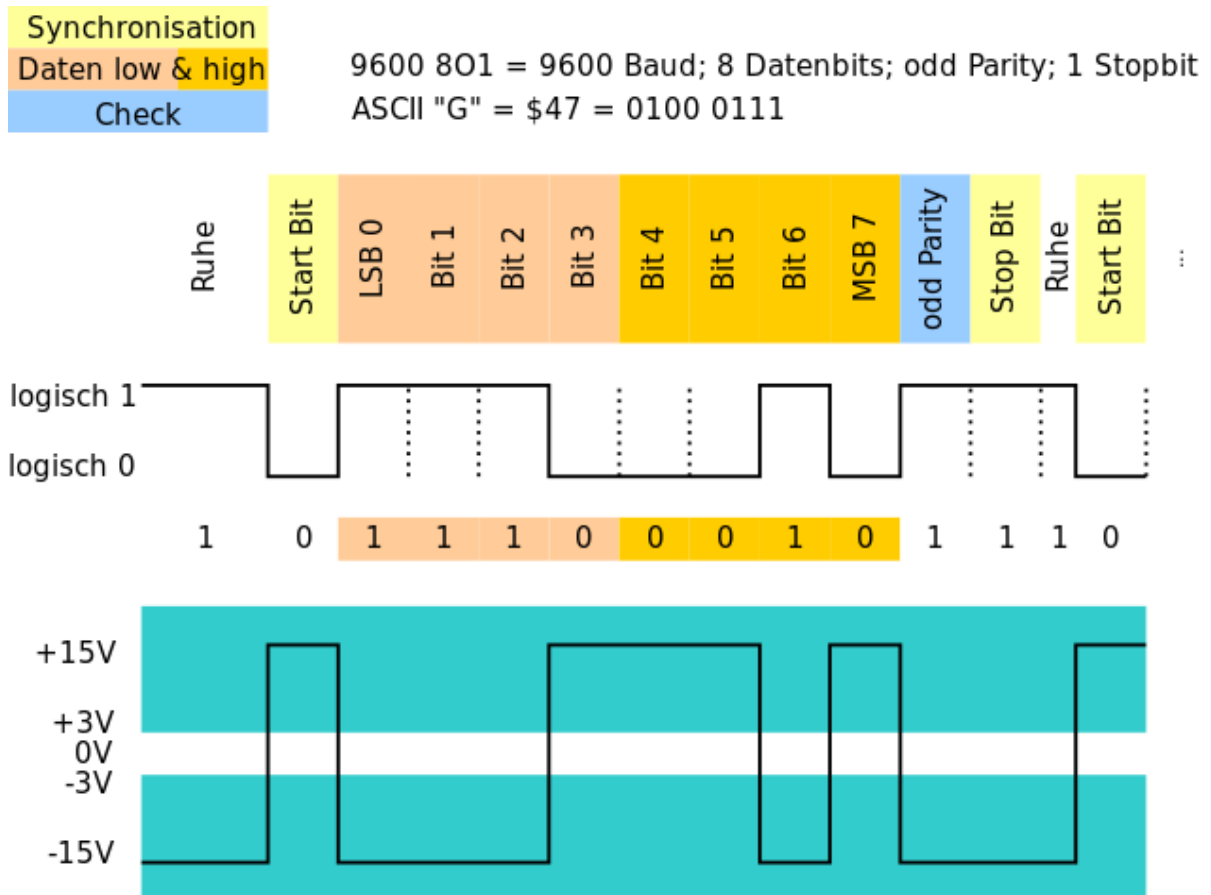 Synchronisation
Daten low & high
Check
9600 8O1 = 9600 Baud; 8 Datenbits; odd Parity; 1 Stopbit
ASCII "G" = $47 = 0100 0111
Ruhe
Start Bit
LSB 0
Bit 1
Bit 2
Bit 3
Bit 4
Bit 5
Bit 6
MSB 7
odd Parity
Stop Bit
Ruhe
Start Bit
...
logisch 1
logisch 0
1 0 1 1 1 0 0 0 1 0 1 1 1 0
+15V
+3V
0V
-3V
-15V